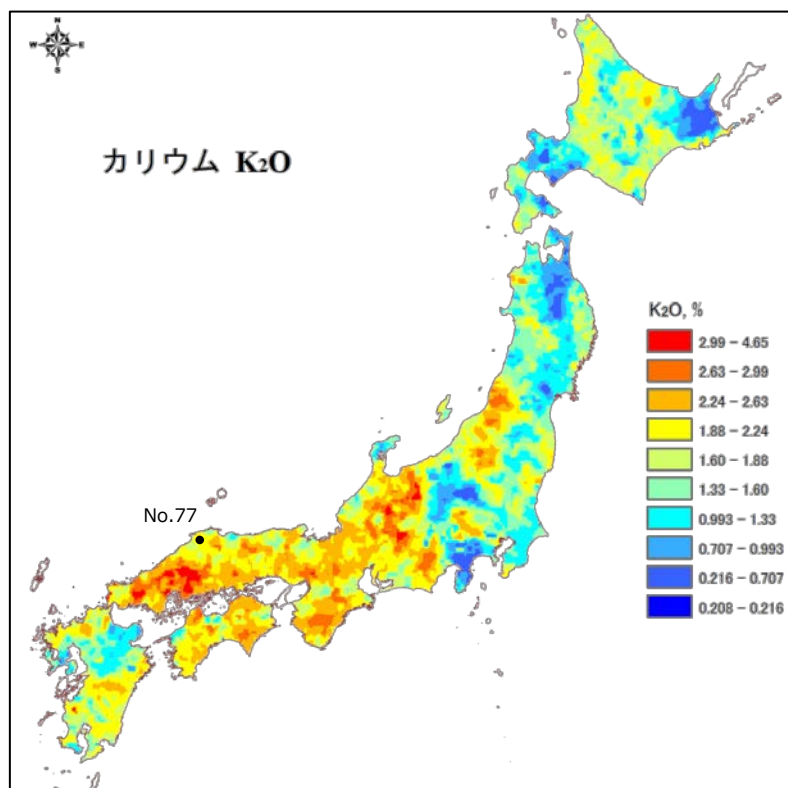 N
W E
S
カリウム K₂O
K₂O, %
2.99 – 4.65
2.63 – 2.99
2.24 – 2.63
1.88 – 2.24
1.60 – 1.88
1.33 – 1.60
0.993 – 1.33
0.707 – 0.993
0.216 – 0.707
0.208 – 0.216
No.77